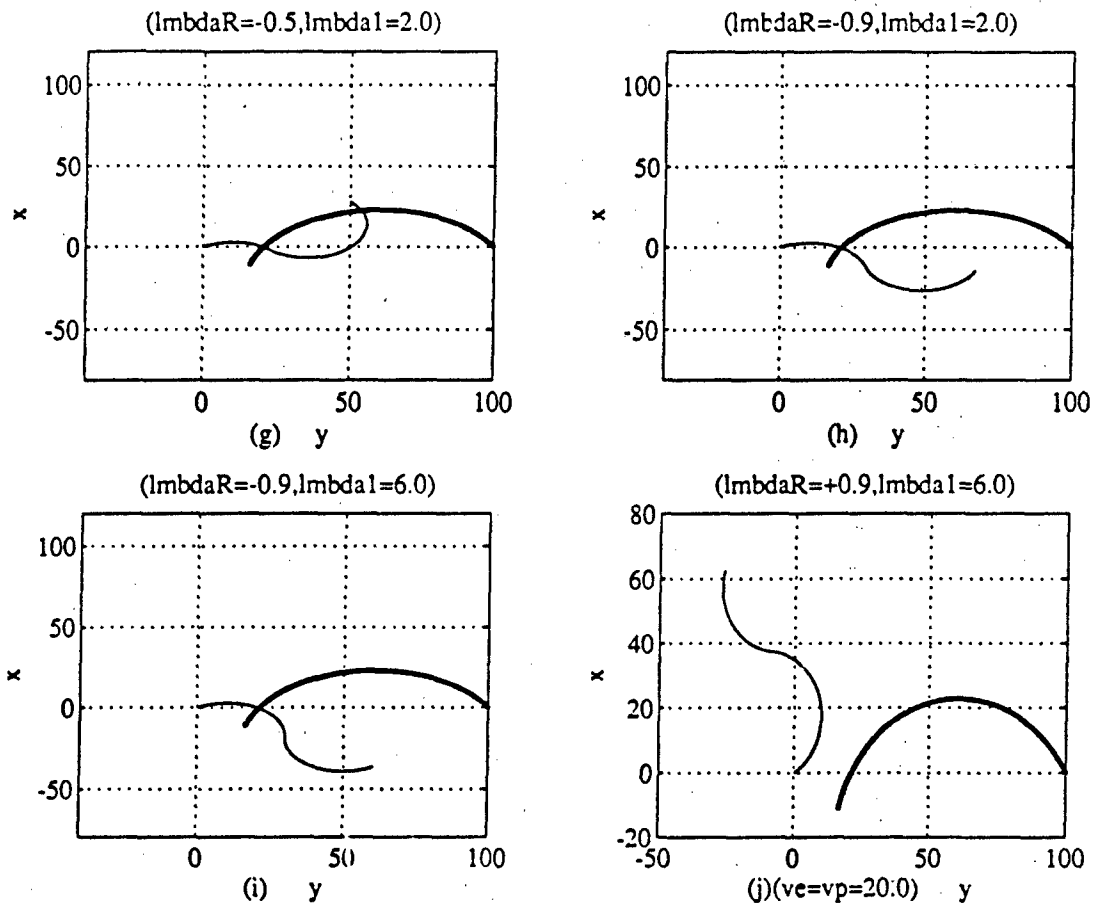 (lmbdaR=-0.5,lmbda1=2.0)
100
50
0
-50
x
0
50
100
(g) y
(lmbdaR=-0.9,lmbda1=2.0)
100
50
0
-50
x
0
50
100
(h) y
(lmbdaR=-0.9,lmbda1=6.0)
100
50
0
-50
x
0
50
100
(i) y
(lmbdaR=+0.9,lmbda1=6.0)
80
60
40
20
0
-20
x
-50
0
50
100
(j)(ve=vp=20.0) y